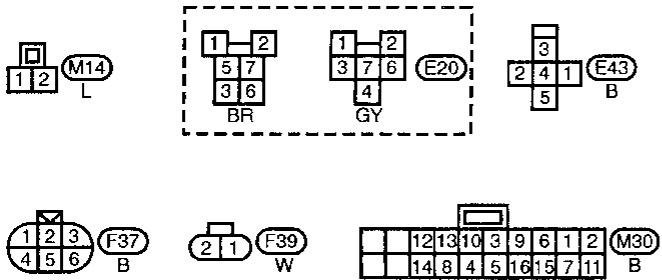 1 2 1 2 3
1 2 M14 5 7 3 7 6 E20 2 4 1 E43
L 3 6 4 5 B
BR GY
1 2 3 F37 2 1 F39 12 13 10 3 9 6 1 2 M30
4 5 6 B W 14 8 4 5 16 15 7 11 B